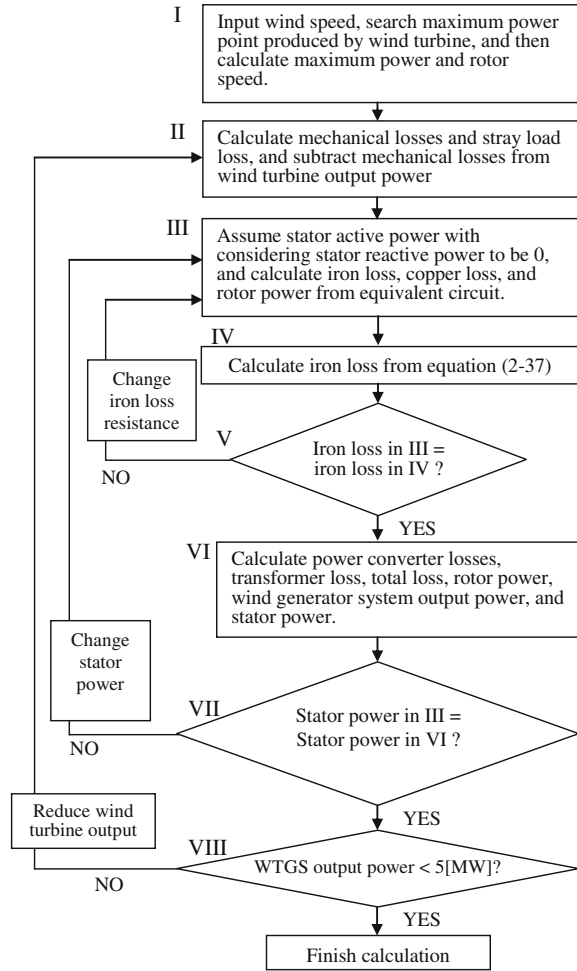 I
Input wind speed, search maximum power
point produced by wind turbine, and then
calculate maximum power and rotor
speed.
II
Calculate mechanical losses and stray load
loss, and subtract mechanical losses from
wind turbine output power
III
Assume stator active power with
considering stator reactive power to be 0,
and calculate iron loss, copper loss, and
rotor power from equivalent circuit.
IV
Calculate iron loss from equation (2-37)
Change
iron loss
resistance
V
Iron loss in III =
iron loss in IV ?
NO
YES
VI
Calculate power converter losses,
transformer loss, total loss, rotor power,
wind generator system output power, and
stator power.
Change
stator
power
VII
Stator power in III =
Stator power in VI ?
NO
YES
Reduce wind
turbine output
VIII
WTGS output power < 5[MW]?
NO
YES
Finish calculation